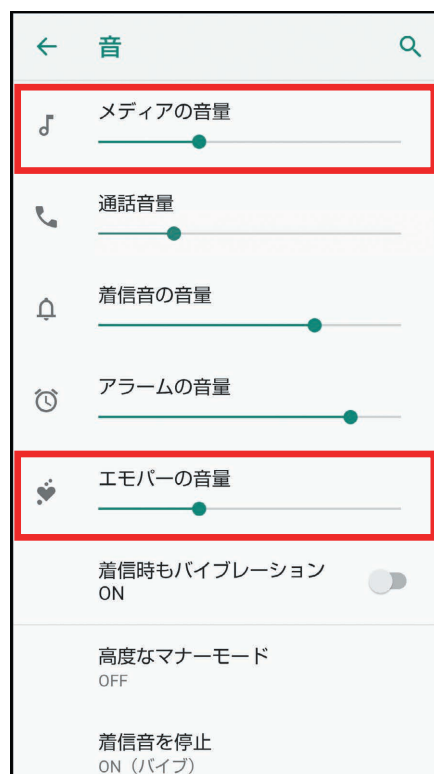 音
メディアの音量
通話音量
着信音の音量
アラームの音量
エモパーの音量
着信時もバイブレーション
ON
高度なマナーモード
OFF
着信音を停止
ON（バイブ）